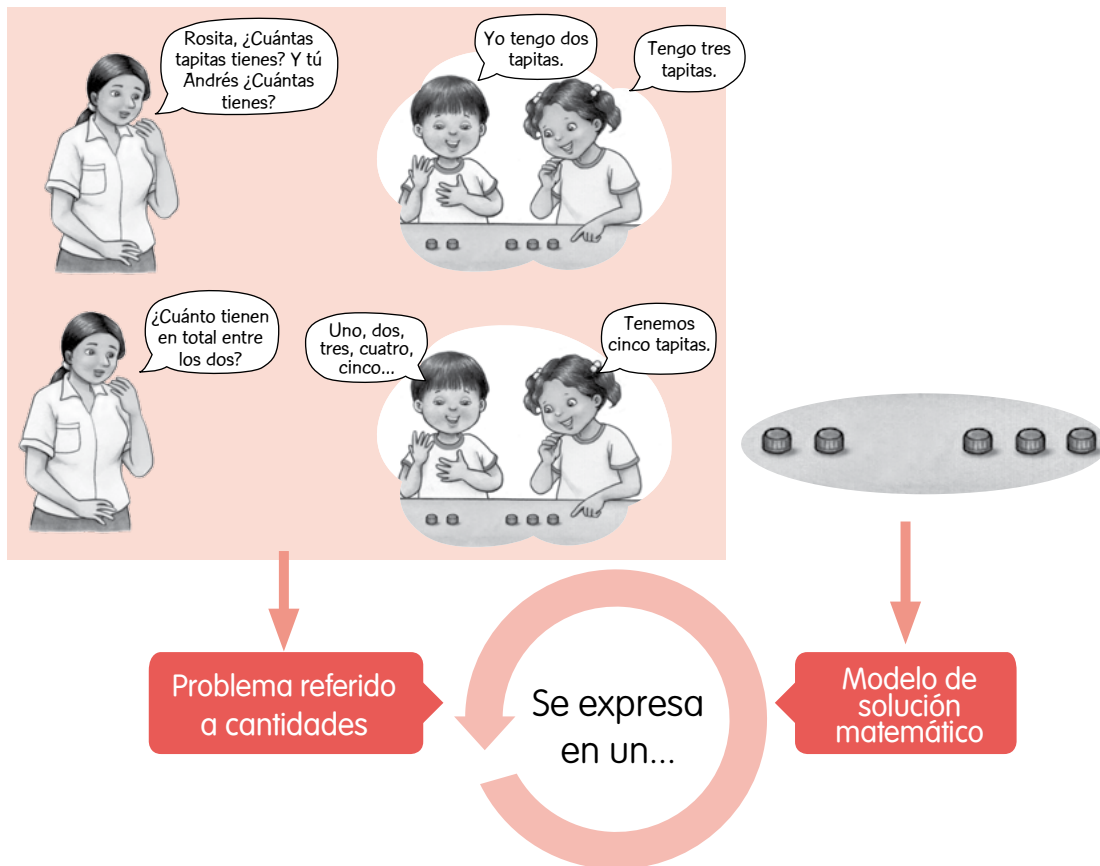 Rosita, ¿Cuántas
tapitas tienes? Y tú
Andrés ¿Cuántas
tienes?
Yo tengo dos
tapitas.
Tengo tres
tapitas.
¿Cuánto tienen
en total entre
los dos?
Uno, dos,
tres, cuatro,
cinco...
Tenemos
cinco tapitas.
Problema referido
a cantidades
Se expresa
en un...
Modelo de
solución
matemático